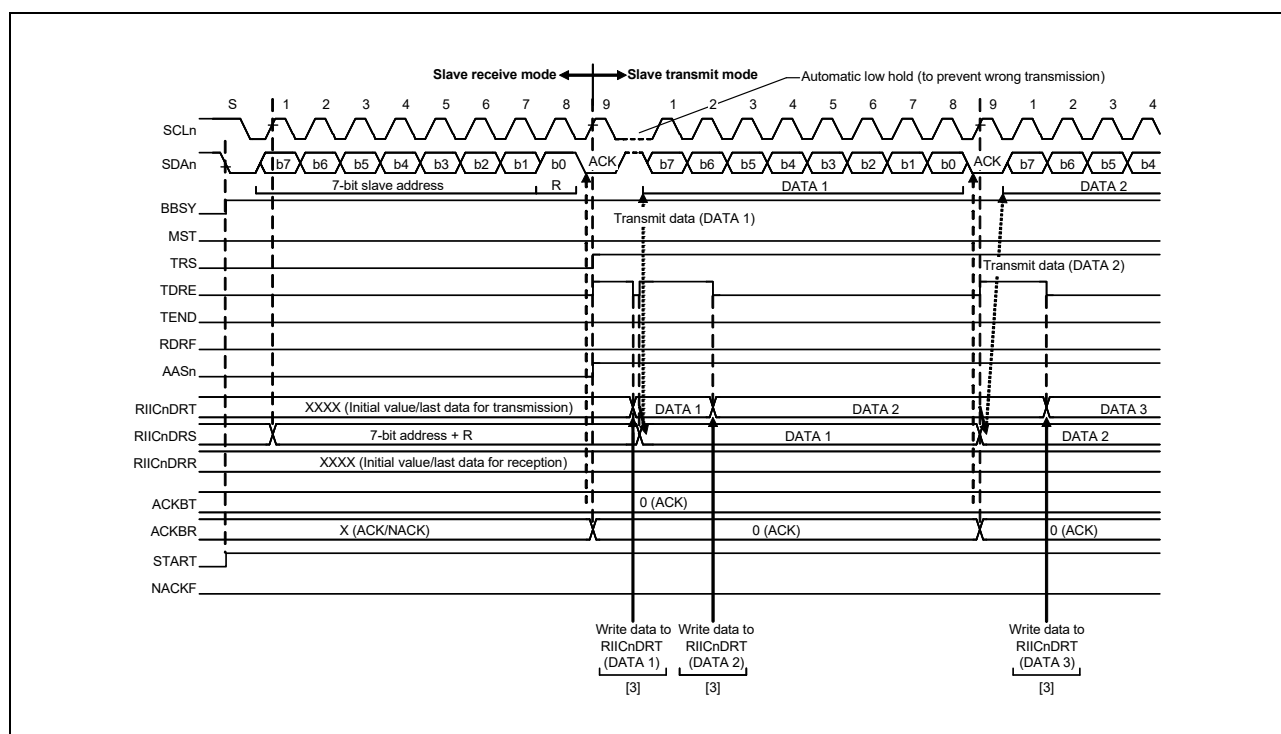 Slave receive mode Slave transmit mode
Automatic low hold (to prevent wrong transmission)
S 1 2 3 4 5 6 7 8 9 1 2 3 4 5 6 7 8 9 1 2 3 4
SCLn
SDAn b7 b6 b5 b4 b3 b2 b1 b0 ACK b7 b6 b5 b4 b3 b2 b1 b0 ACK b7 b6 b5 b4
7-bit slave address R DATA 1 DATA 2
BBSY
Transmit data (DATA 1)
MST
TRS
Transmit data (DATA 2)
TDRE
TEND
RDRF
AASn
RIICnDRT XXXX (Initial value/last data for transmission) DATA 1 DATA 2 DATA 3
RIICnDRS 7-bit address + R DATA 1 DATA 2
RIICnDRR XXXX (Initial value/last data for reception)
ACKBT 0 (ACK)
ACKBR X (ACK/NACK) 0 (ACK) 0 (ACK)
START
NACKF
Write data to RIICnDRT (DATA 1)
[3]
Write data to RIICnDRT (DATA 2)
[3]
Write data to RIICnDRT (DATA 3)
[3]